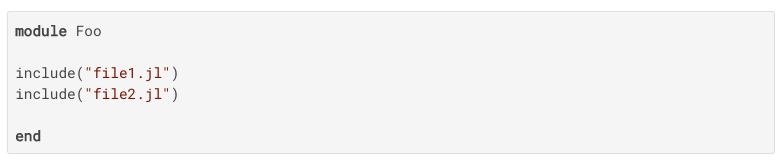 module Foo
include("file1.jl")
include("file2.jl")
end